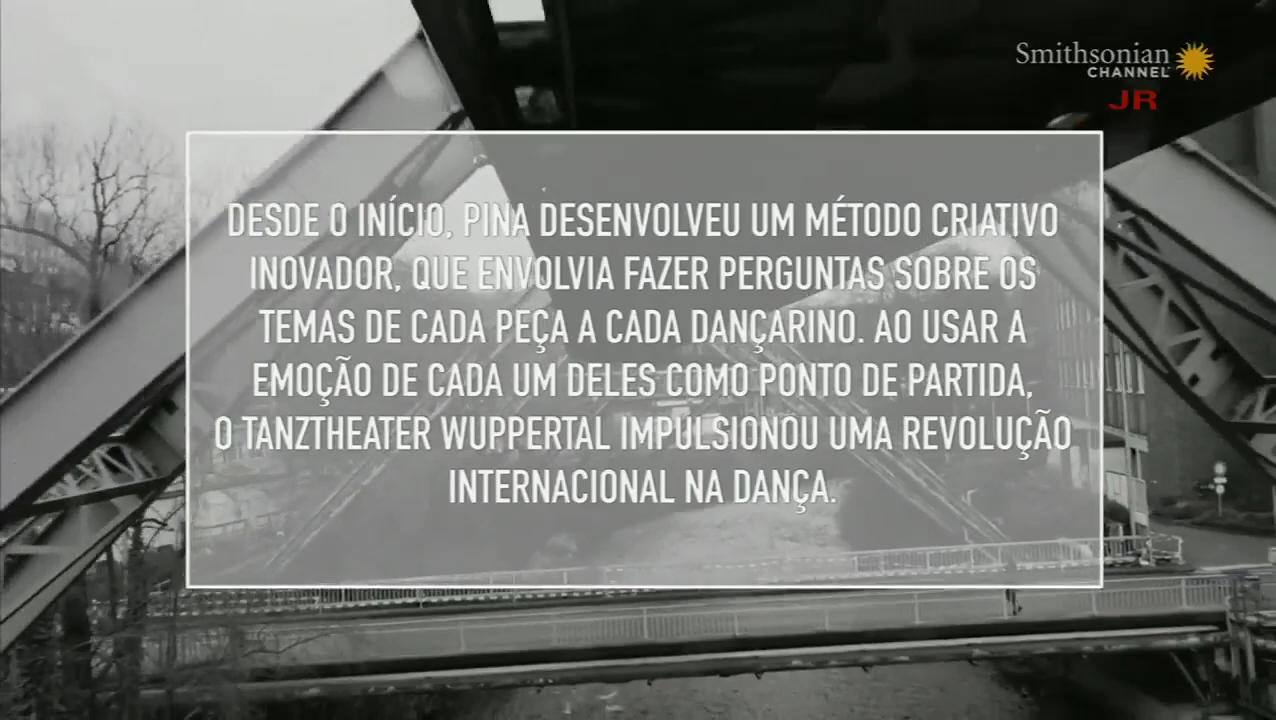 Smithsonian
CHANNEL
JR
DESDE O INÍCIO, PINA DESENVOLVEU UM MÉTODO CRIATIVO
INOVADOR, QUE ENVOLVIA FAZER PERGUNTAS SOBRE OS
TEMAS DE CADA PEÇA A CADA DANÇARINO. AO USAR A
EMOÇÃO DE CADA UM DELES COMO PONTO DE PARTIDA,
O TANZTHEATER WUPPERTAL IMPULSIONOU UMA REVOLUÇÃO
INTERNACIONAL NA DANÇA.